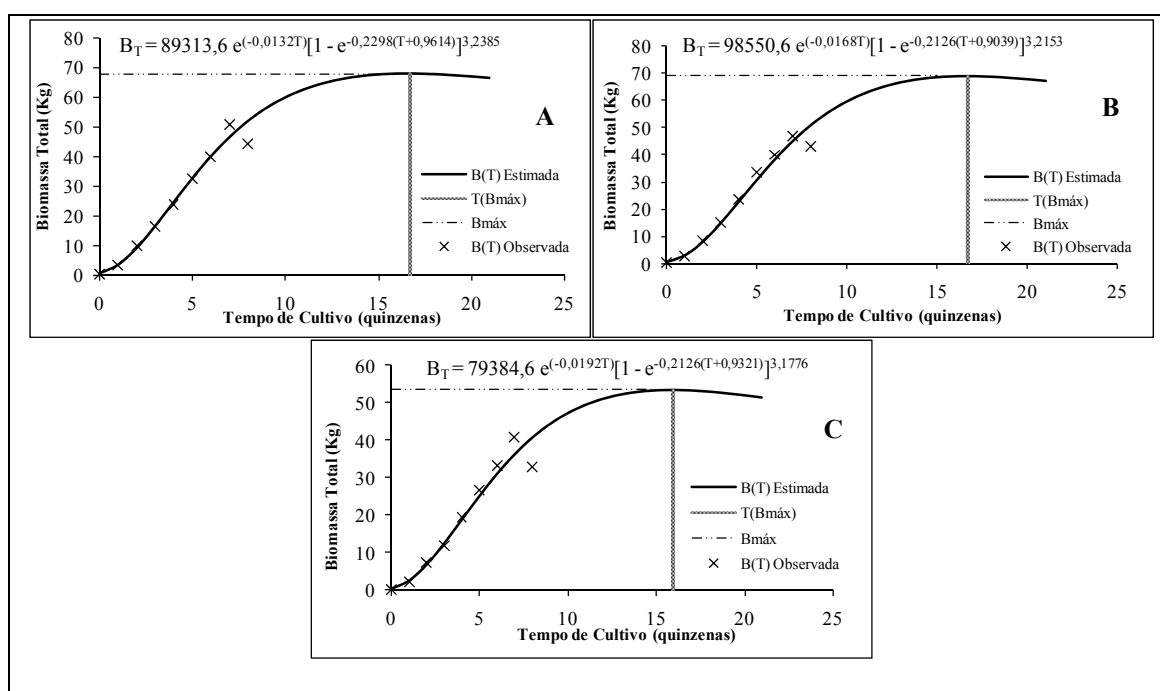 B_T = 89313,6 e^(-0,0132T)[1 - e^-0,2298(T+0,9614)]^3,2385
80
70
60
50
40
30
20
10
0
Biomassa Total (Kg)
A
B(T) Estimada
T(Bmáx)
Bmáx
B(T) Observada
0 5 10 15 20 25
Tempo de Cultivo (quinzenas)
B_T = 98550,6 e^(-0,0168T)[1 - e^-0,2126(T+0,9039)]^3,2153
80
70
60
50
40
30
20
10
0
Biomassa Total (Kg)
B
B(T) Estimada
T(Bmáx)
Bmáx
B(T) Observada
0 5 10 15 20 25
Tempo de Cultivo (quinzenas)
B_T = 79384,6 e^(-0,0192T)[1 - e^-0,2126(T+0,9321)]^3,1776
60
50
40
30
20
10
0
Biomassa Total (Kg)
C
B(T) Estimada
T(Bmáx)
Bmáx
B(T) Observada
0 5 10 15 20 25
Tempo de Cultivo (quinzenas)